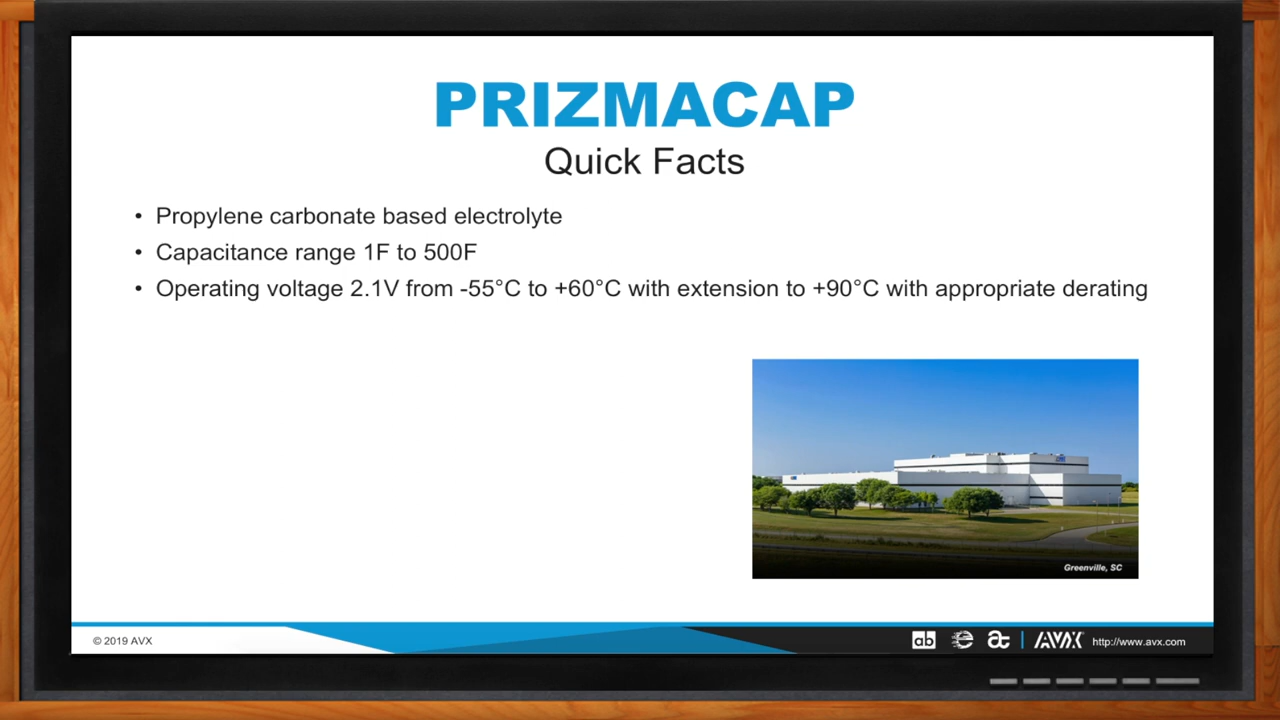 PRIZMACAP
Quick Facts
• Propylene carbonate based electrolyte
• Capacitance range 1F to 500F
• Operating voltage 2.1V from -55°C to +60°C with extension to +90°C with appropriate derating
Greenville, SC
© 2019 AVX
ab
AVX
http://www.avx.com